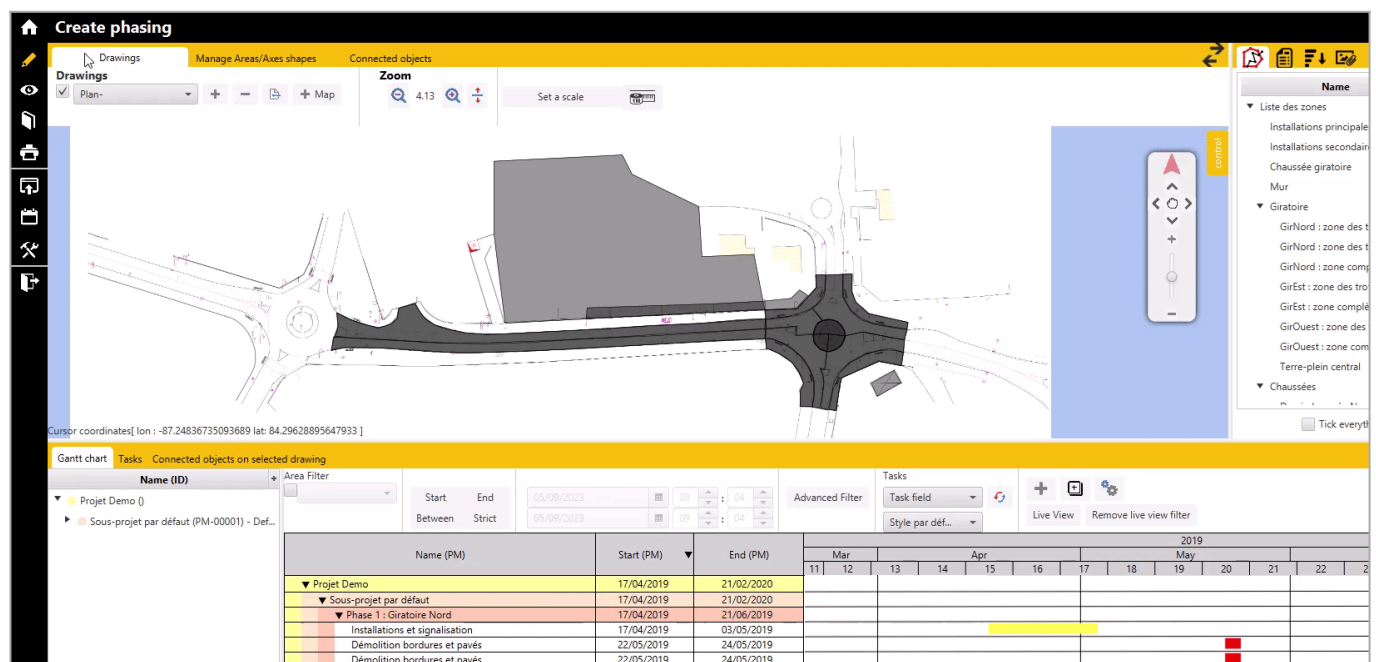 Create phasing
Drawings Manage Areas/Axes shapes Connected objects
Drawings Zoom
Plan- + Map 4.13 Set a scale
Name
Liste des zones
Installations principale
Installations secondair
Chaussée giratoire
Mur
Giratoire
GirNord : zone des t
GirNord : zone des t
GirNord : zone comp
GirEst : zone des tro
GirEst : zone complè
GirOuest : zone des
GirOuest : zone com
Terre-plein central
Chaussées
Tick everyth
control
Cursor coordinates[ lon : -87.24836735093689 lat: 84.29628895647933 ]
Gantt chart Tasks Connected objects on selected drawing
Name (ID) +
Projet Demo ()
Sous-projet par défaut (PM-00001) - Def...
Area Filter
Start End
Between Strict
05/09/2023 09 : 04
05/09/2023 09 : 04
Advanced Filter
Tasks
Task field
Style par déf...
Live View Remove live view filter
Name (PM) Start (PM) End (PM)
2019
Mar Apr May
11 12 13 14 15 16 17 18 19 20 21 22 2
Projet Demo 17/04/2019 21/02/2020
Sous-projet par défaut 17/04/2019 21/02/2020
Phase 1 : Giratoire Nord 17/04/2019 21/06/2019
Installations et signalisation 17/04/2019 03/05/2019
Démolition bordures et pavés 22/05/2019 24/05/2019
Démolition bordures et pavés 22/05/2019 24/05/2019